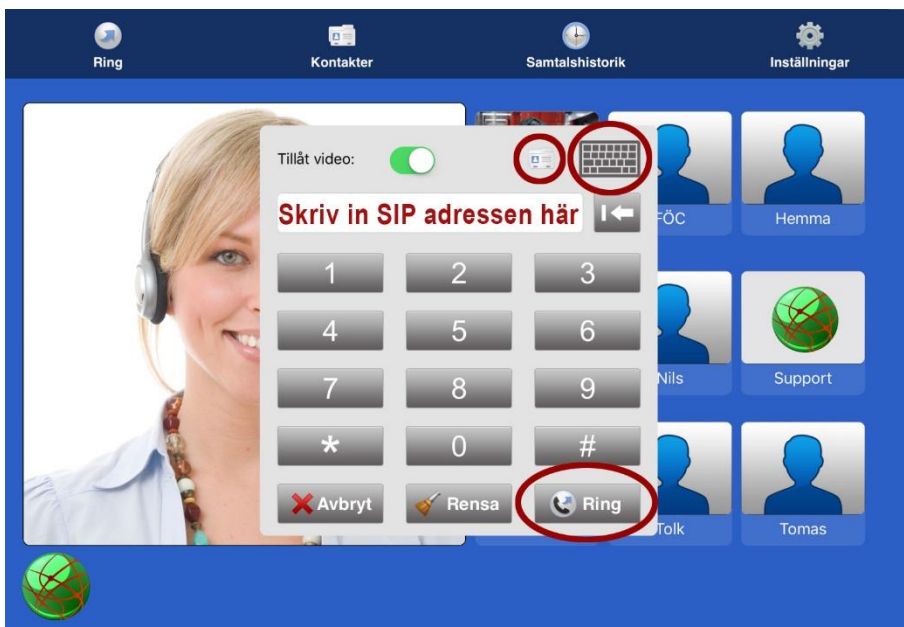 Ring
Kontakter
Samtalshistorik
Inställningar
Tillåt video:
Skriv in SIP adressen här
1 2 3
4 5 6
7 8 9
* 0 #
Avbryt Rensa Ring
FÖC Hemma
Nils Support
Tolk Tomas